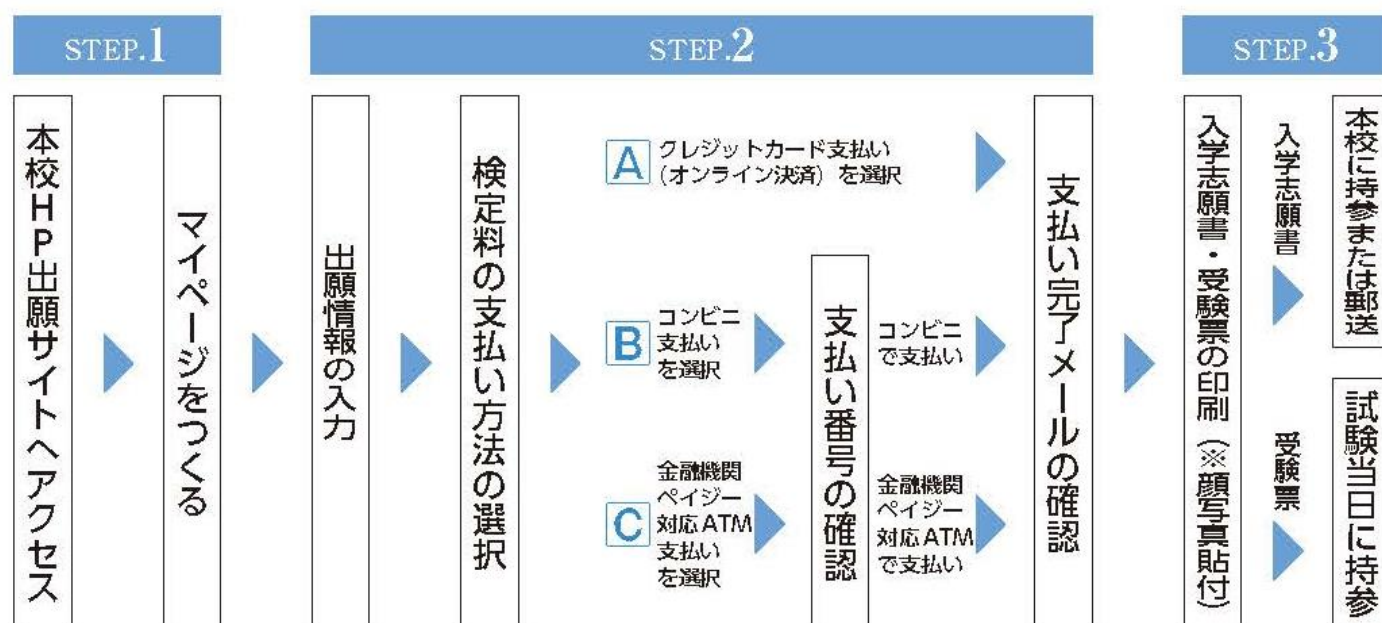 STEP.1
本校HP出願サイトへアクセス
マイページをつくる
STEP.2
出願情報の入力
検定料の支払い方法の選択
A
クレジットカード支払い
(オンライン決済)を選択
B
コンビニ
支払い
を選択
C
金融機関
ペイジー
対応ATM
支払い
を選択
支払い番号の確認
コンビニ
で支払い
金融機関
ペイジー
対応ATM
で支払い
支払い完了メールの確認
STEP.3
入学志願書・受験票の印刷(※顔写真貼付)
入学志願書
本校に持参または郵送
受験票
試験当日に持参